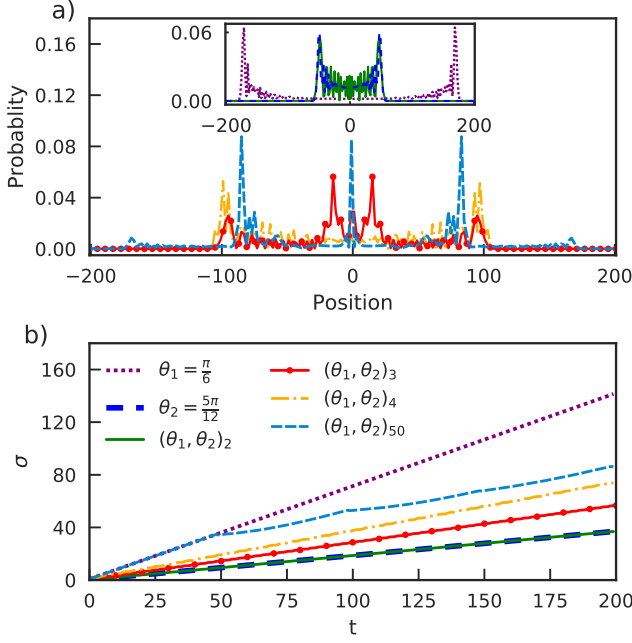 a)
0.18
0.12
0.08
0.04
0.00
Probablity
0.06
0.00
−200
0
200
−200
−100
0
100
200
Position
b)
160
120
80
40
0
σ
θ₁ = π/6
θ₂ = 5π/12
(θ₁, θ₂)₂
(θ₁, θ₂)₃
(θ₁, θ₂)₄
(θ₁, θ₂)₅₀
0 25 50 75 100 125 150 175 200
t